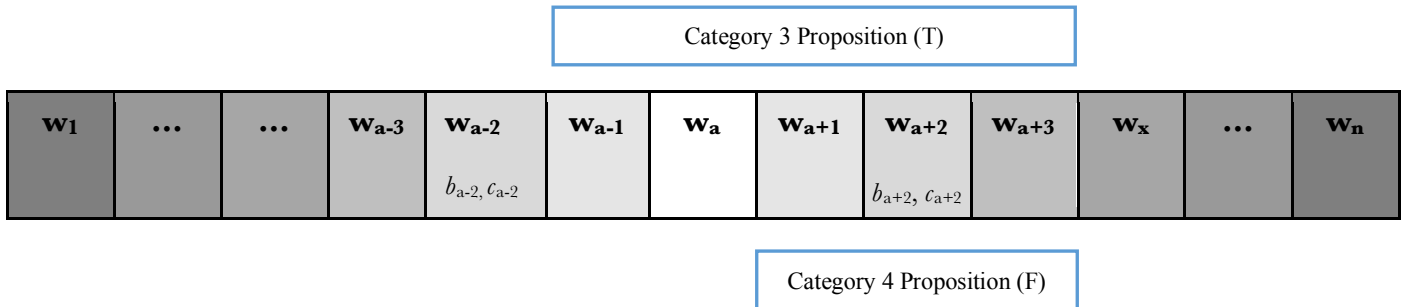 Category 3 Proposition (T)
w1 … … wa-3 wa-2 wa-1 wa wa+1 wa+2 wa+3 wx … wn
ba-2, ca-2 ba+2, ca+2
Category 4 Proposition (F)